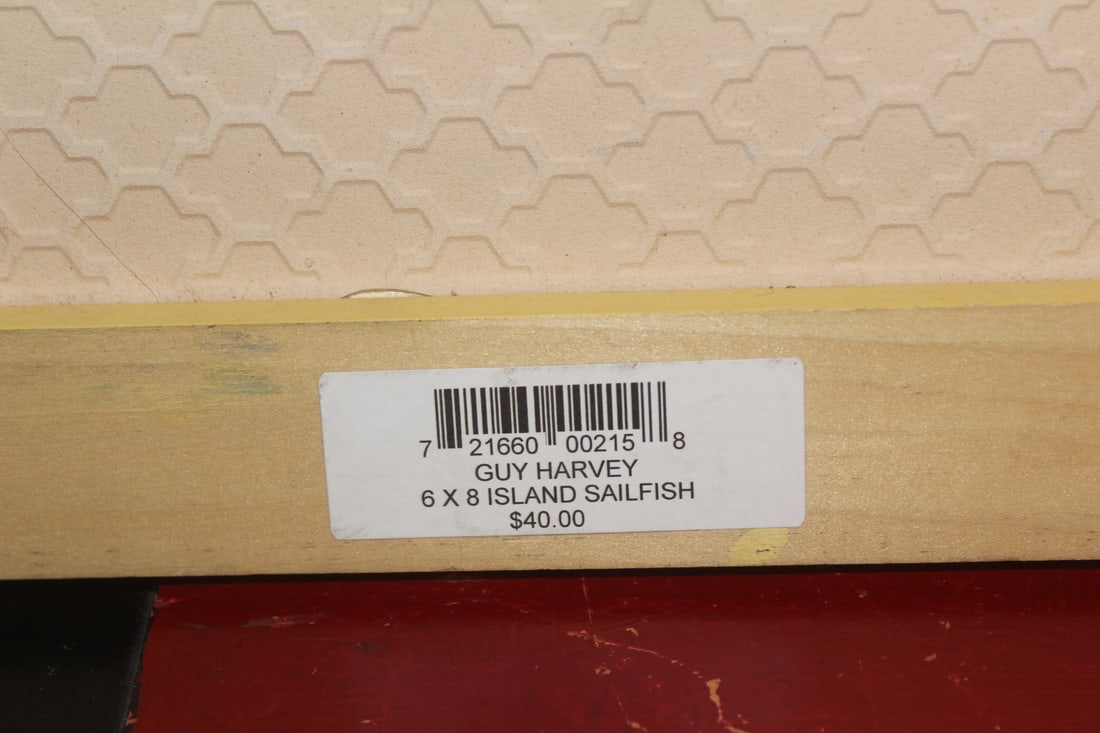 7 21660 00215 8
GUY HARVEY
6 X 8 ISLAND SAILFISH
$40.00